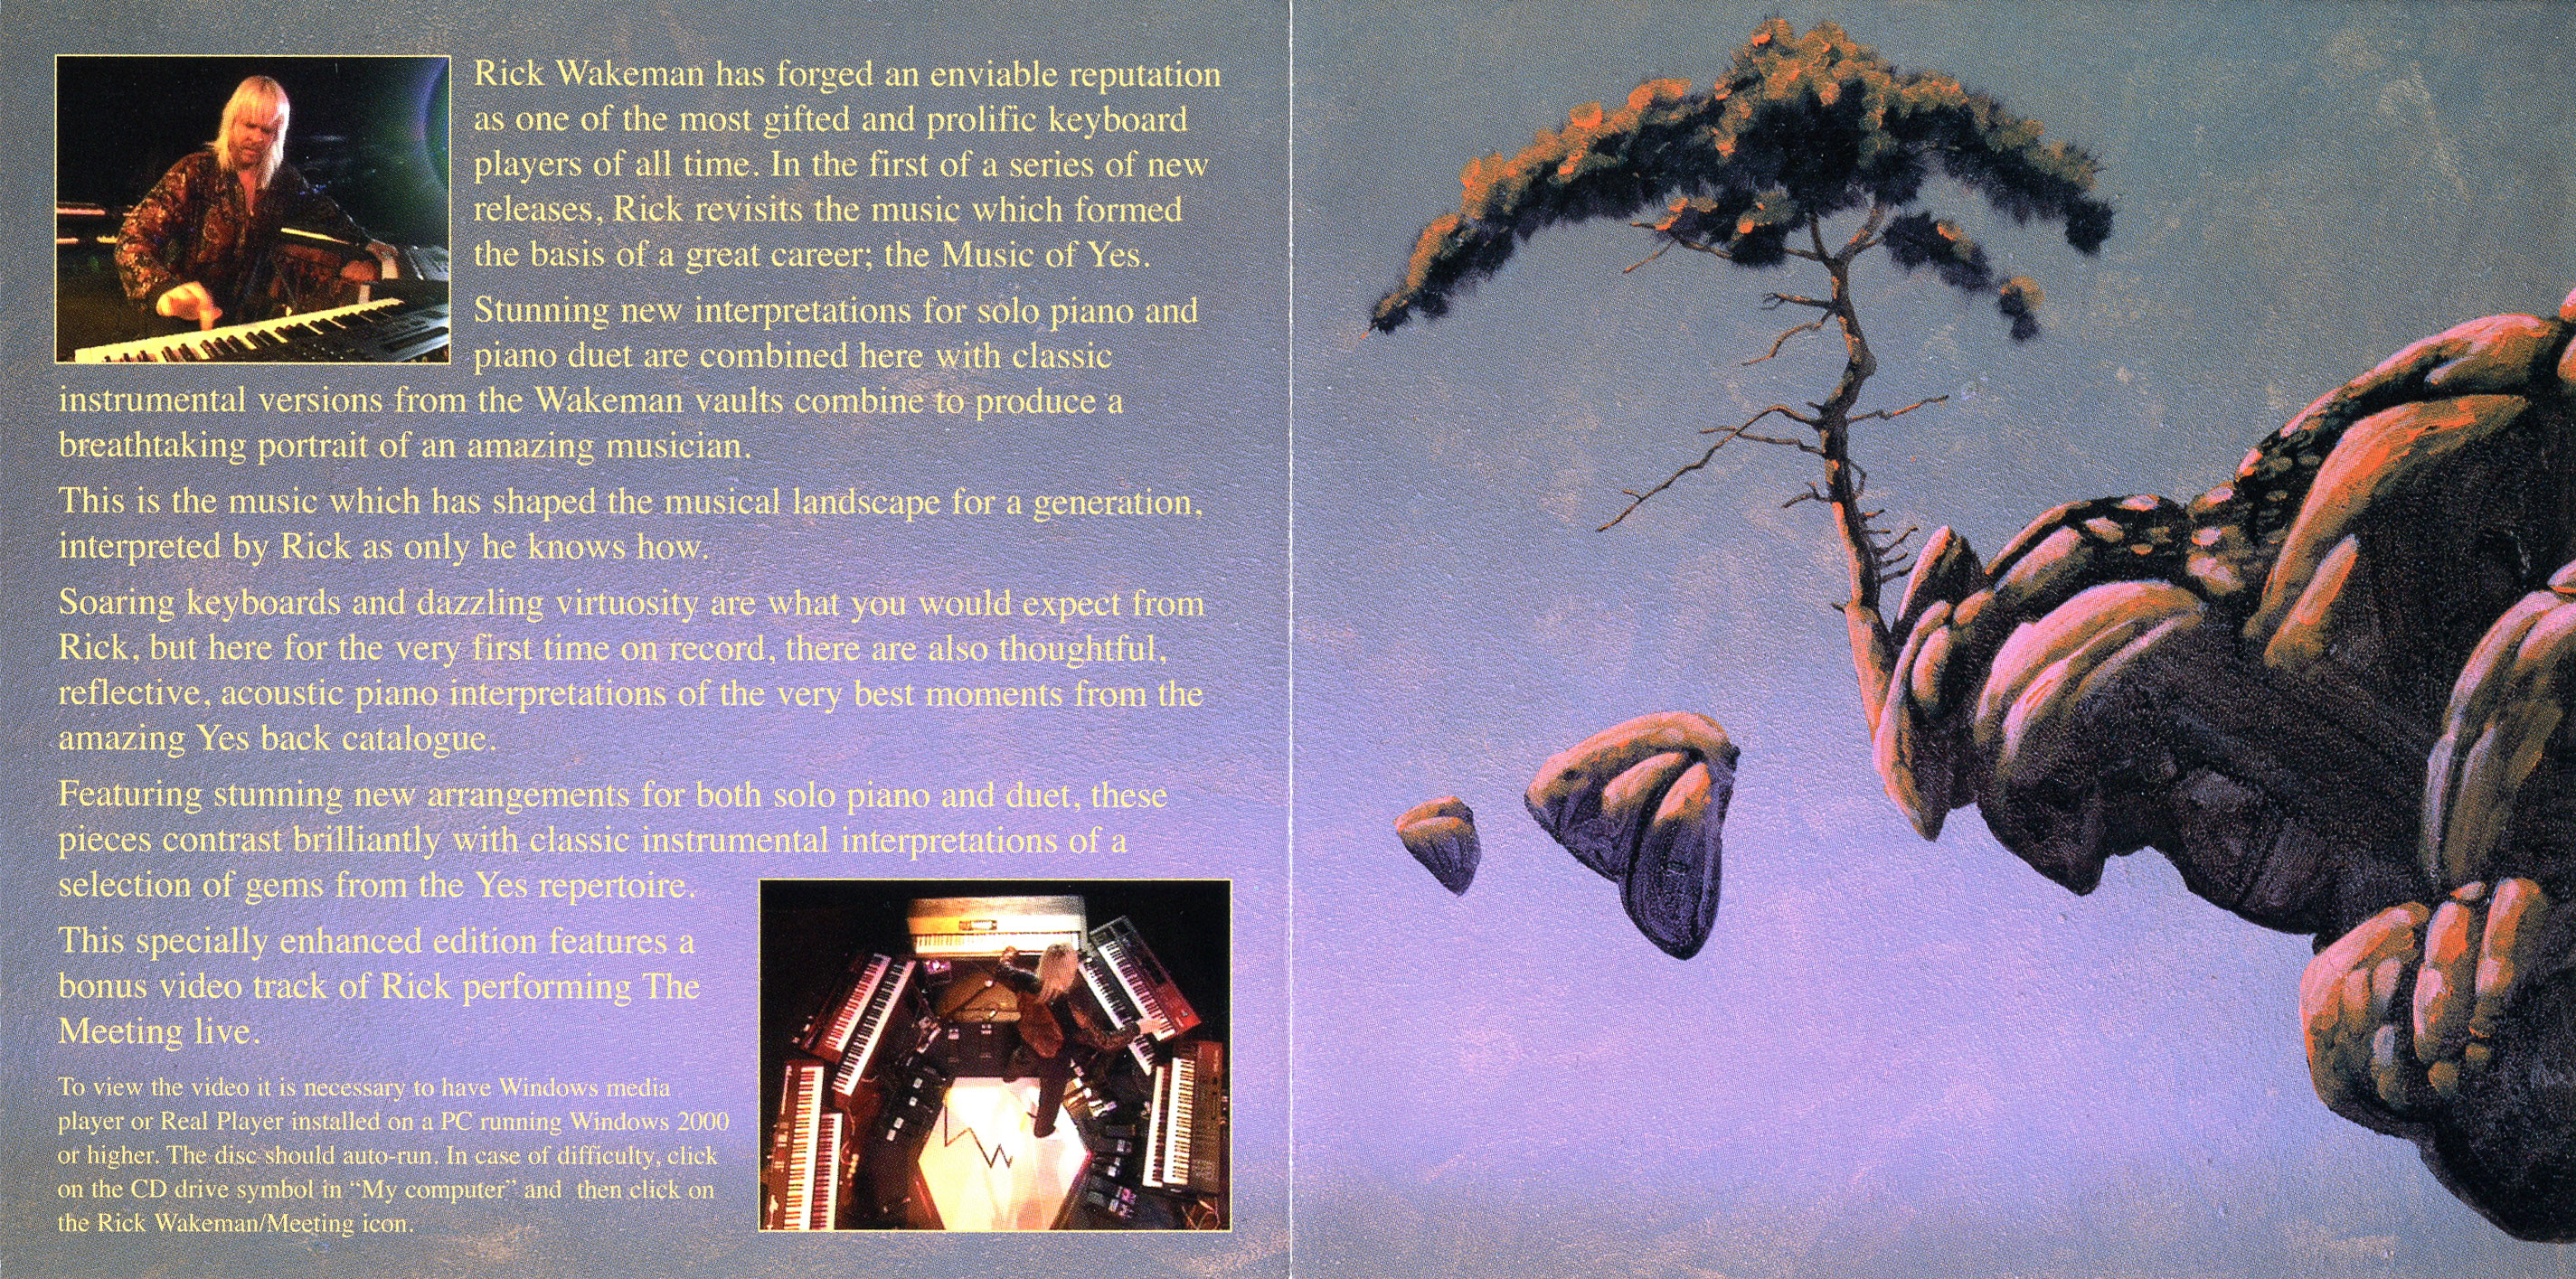 Rick Wakeman has forged an enviable reputation
as one of the most gifted and prolific keyboard
players of all time. In the first of a series of new
releases, Rick revisits the music which formed
the basis of a great career; the Music of Yes.
Stunning new interpretations for solo piano and
piano duet are combined here with classic
instrumental versions from the Wakeman vaults combine to produce a
breathtaking portrait of an amazing musician.
This is the music which has shaped the musical landscape for a generation,
interpreted by Rick as only he knows how.
Soaring keyboards and dazzling virtuosity are what you would expect from
Rick, but here for the very first time on record, there are also thoughtful,
reflective, acoustic piano interpretations of the very best moments from the
amazing Yes back catalogue.
Featuring stunning new arrangements for both solo piano and duet, these
pieces contrast brilliantly with classic instrumental interpretations of a
selection of gems from the Yes repertoire.
This specially enhanced edition features a
bonus video track of Rick performing The
Meeting live.
To view the video it is necessary to have Windows media
player or Real Player installed on a PC running Windows 2000
or higher. The disc should auto-run. In case of difficulty, click
on the CD drive symbol in “My computer” and  then click on
the Rick Wakeman/Meeting icon.